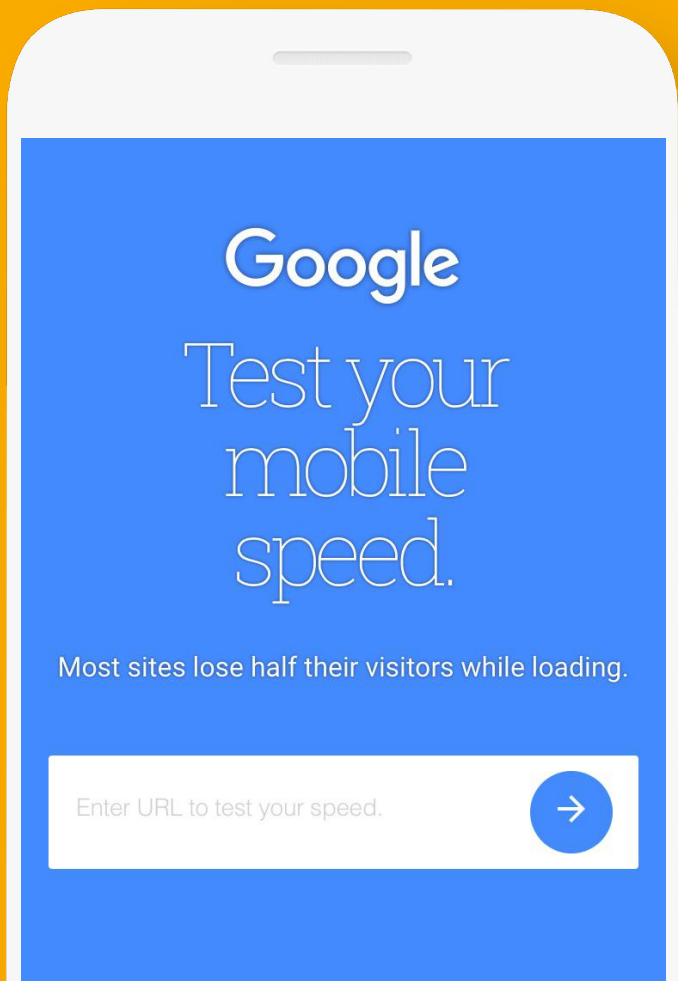 Google
Test your
mobile
speed.
Most sites lose half their visitors while loading.
Enter URL to test your speed.